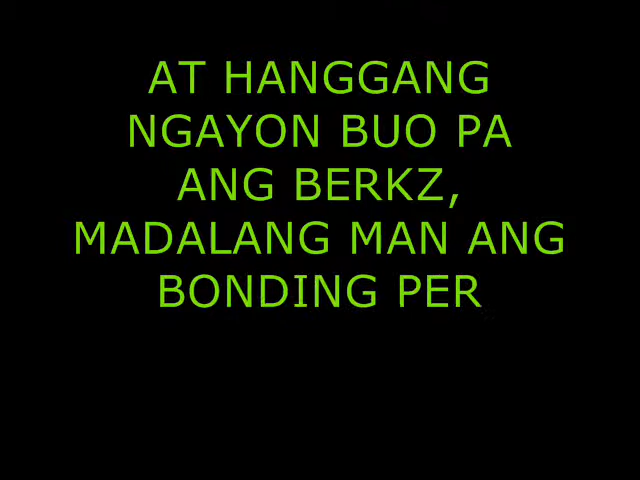 AT HANGGANG
NGAYON BUO PA
ANG BERKZ,
MADALANG MAN ANG
BONDING PER